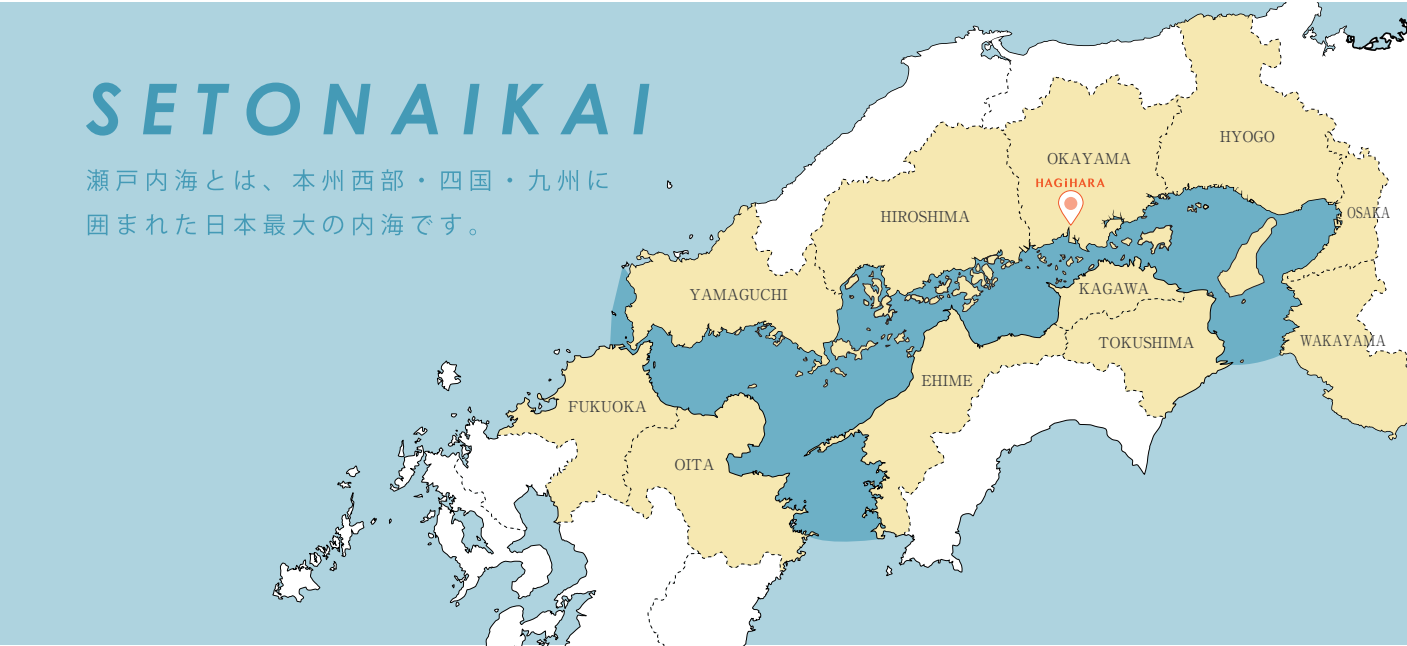 SETONAIKAI
瀬戸内海とは、本州西部・四国・九州に
囲まれた日本最大の内海です。
HYOGO
OKAYAMA
HAGiHARA
OSAKA
HIROSHIMA
KAGAWA
YAMAGUCHI
WAKAYAMA
TOKUSHIMA
EHIME
FUKUOKA
OITA